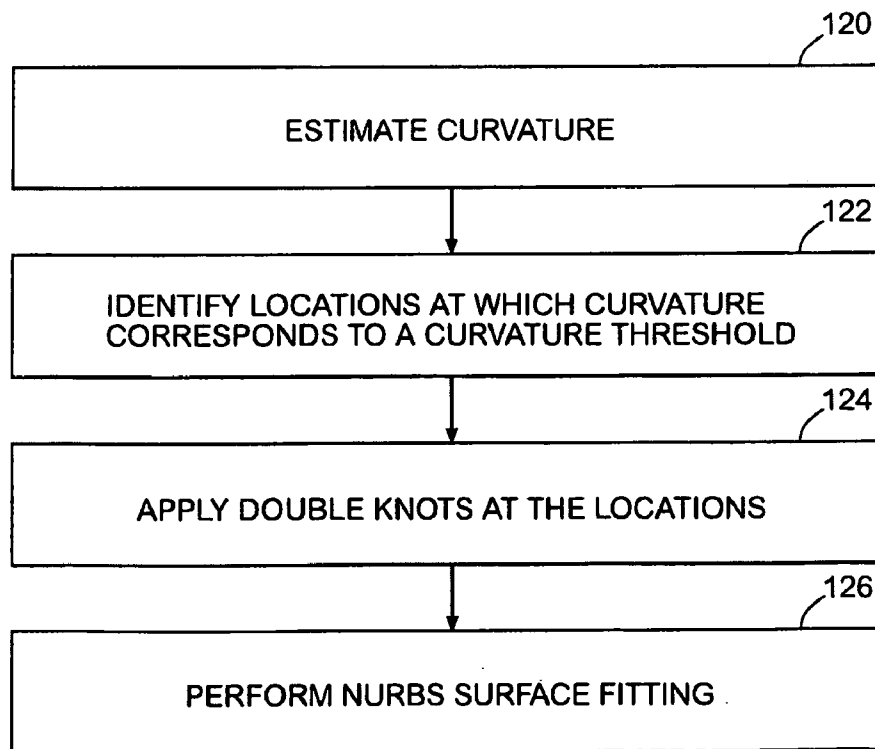 120
ESTIMATE CURVATURE
122
IDENTIFY LOCATIONS AT WHICH CURVATURE
CORRESPONDS TO A CURVATURE THRESHOLD
124
APPLY DOUBLE KNOTS AT THE LOCATIONS
126
PERFORM NURBS SURFACE FITTING